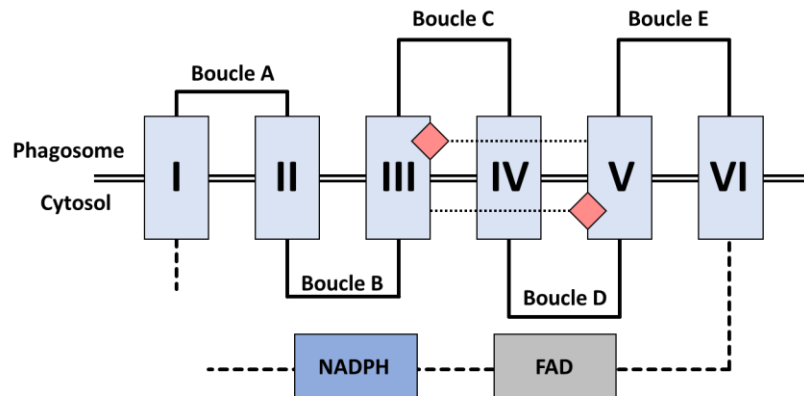 Boucle C
Boucle E
Boucle A
Phagosome
I
II
III
IV
V
VI
Cytosol
Boucle B
Boucle D
NADPH
FAD